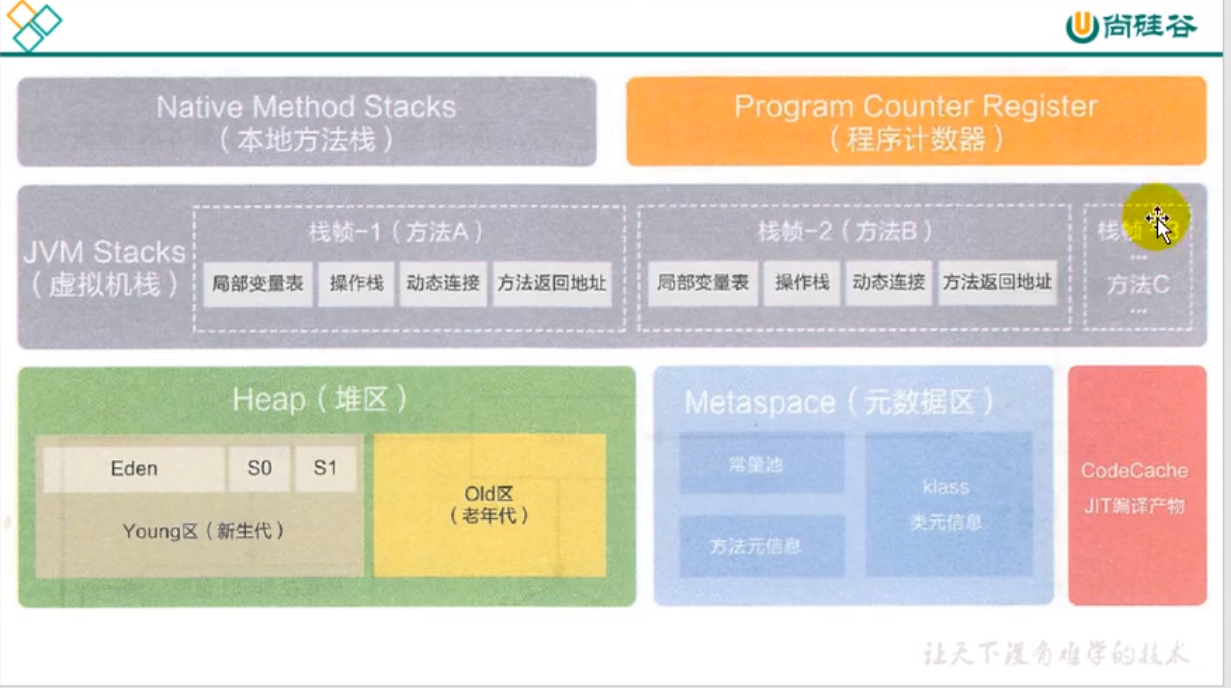 尚硅谷
Native Method Stacks
（本地方法栈）
Program Counter Register
（程序计数器）
JVM Stacks
（虚拟机栈）
栈帧-1（方法A）
局部变量表
操作栈
动态连接
方法返回地址
栈帧-2（方法B）
局部变量表
操作栈
动态连接
方法返回地址
栈帧-3
...
方法C
...
Heap（堆区）
Eden
S0
S1
Young区（新生代）
Old区
（老年代）
Metaspace（元数据区）
常量池
方法元信息
klass
类元信息
CodeCache
JIT编译产物
让天下没有难学的技术